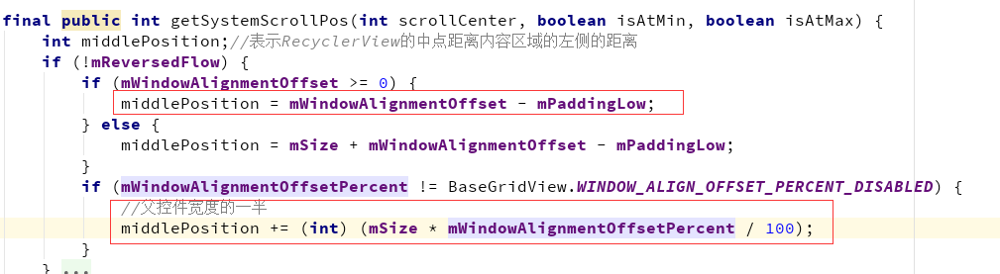 final public int getSystemScrollPos(int scrollCenter, boolean isAtMin, boolean isAtMax) {
int middlePosition;//表示RecyclerView的中点距离内容区域的左侧的距离
if (!mReversedFlow) {
if (mWindowAlignmentOffset >= 0) {
middlePosition = mWindowAlignmentOffset - mPaddingLow;
} else {
middlePosition = mSize + mWindowAlignmentOffset - mPaddingLow;
}
if (mWindowAlignmentOffsetPercent != BaseGridView.WINDOW_ALIGN_OFFSET_PERCENT_DISABLED) {
//父控件宽度的一半
middlePosition += (int) (mSize * mWindowAlignmentOffsetPercent / 100);
}
} ...